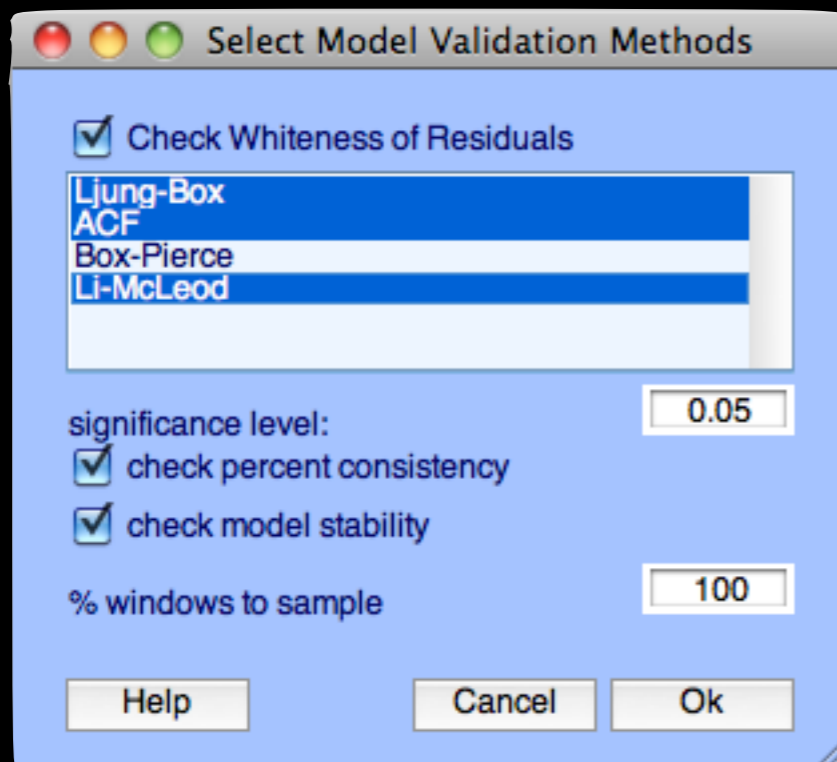 Select Model Validation Methods
Check Whiteness of Residuals
Ljung-Box
ACF
Box-Pierce
Li-McLeod
significance level:
0.05
check percent consistency
check model stability
% windows to sample
100
Help
Cancel
Ok